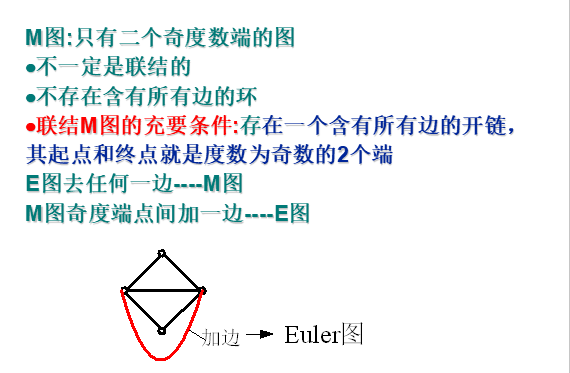 M图:只有二个奇度数端的图
●不一定是联结的
●不存在含有所有边的环
●联结M图的充要条件:存在一个含有所有边的开链，
其起点和终点就是度数为奇数的2个端
E图去任何一边----M图
M图奇度端点间加一边----E图
加边 Euler图